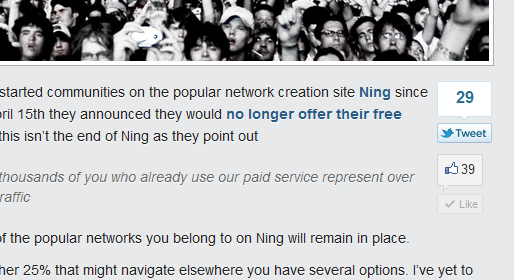 started communities on the popular network creation site Ning since
ril 15th they announced they would no longer offer their free
this isn't the end of Ning as they point out
thousands of you who already use our paid service represent over
raffic
of the popular networks you belong to on Ning will remain in place.
her 25% that might navigate elsewhere you have several options. I've yet to
29
Tweet
39
Like